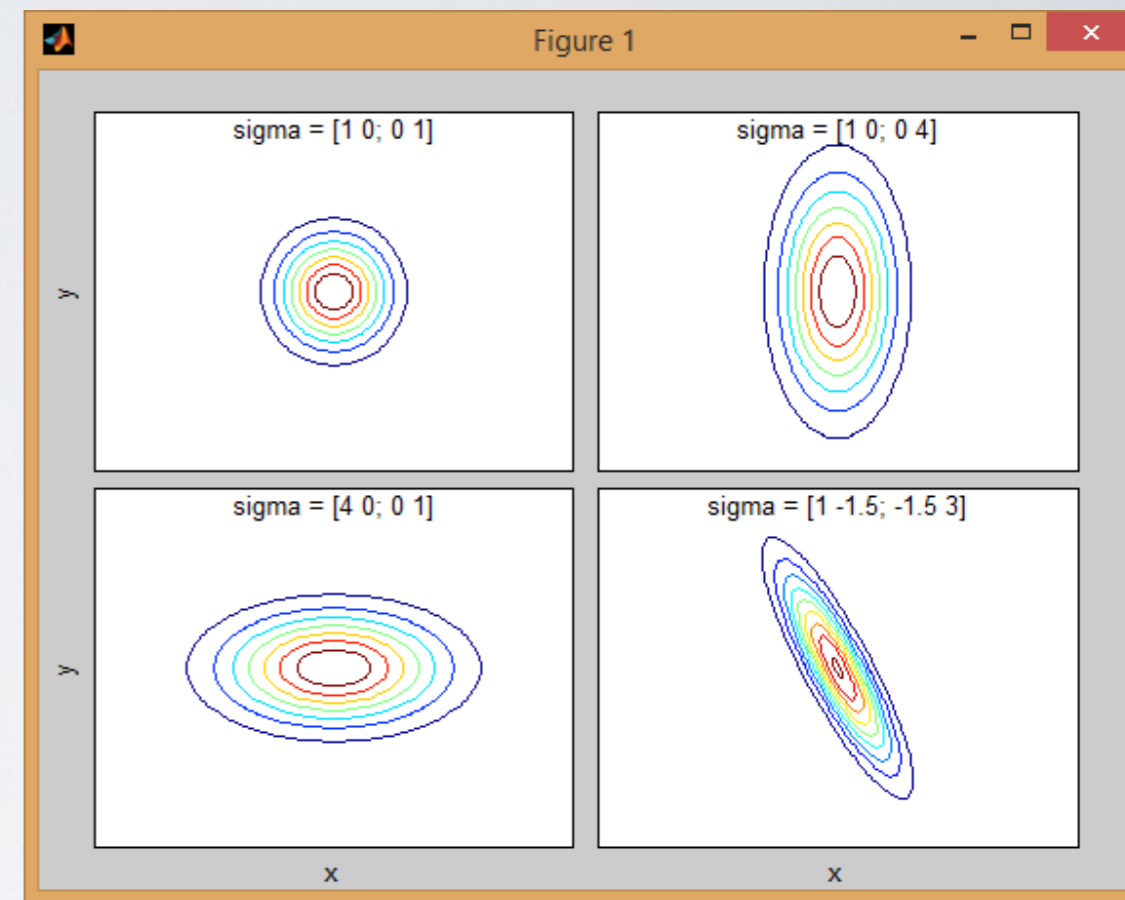 Figure 1
sigma = [1 0; 0 1]
sigma = [1 0; 0 4]
y
sigma = [4 0; 0 1]
sigma = [1 -1.5; -1.5 3]
y
x
x